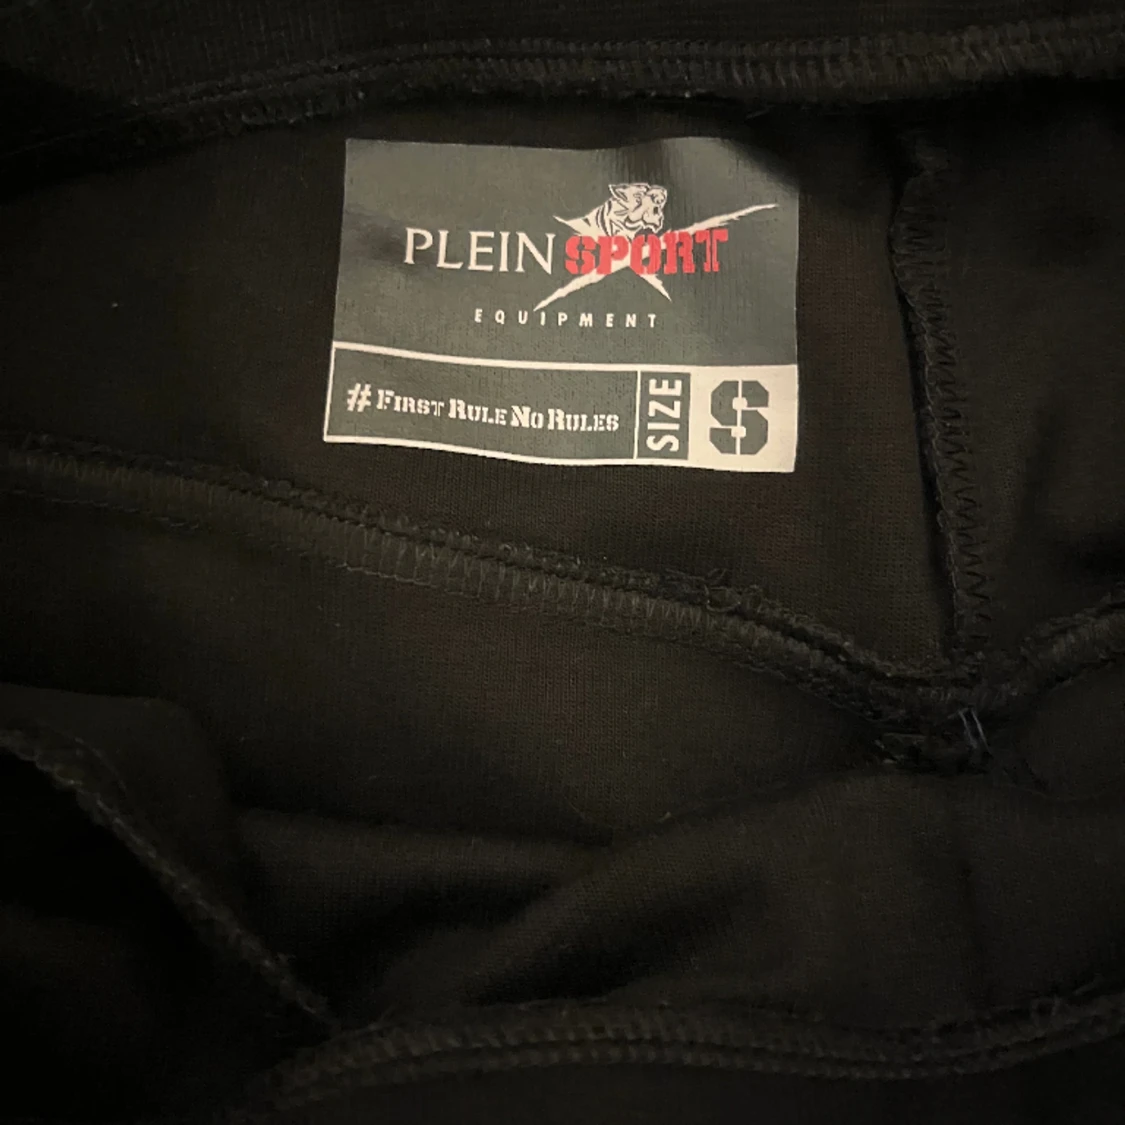 PLEIN SPORT
EQUIPMENT
#FIRST RULE NO RULES
SIZE
S